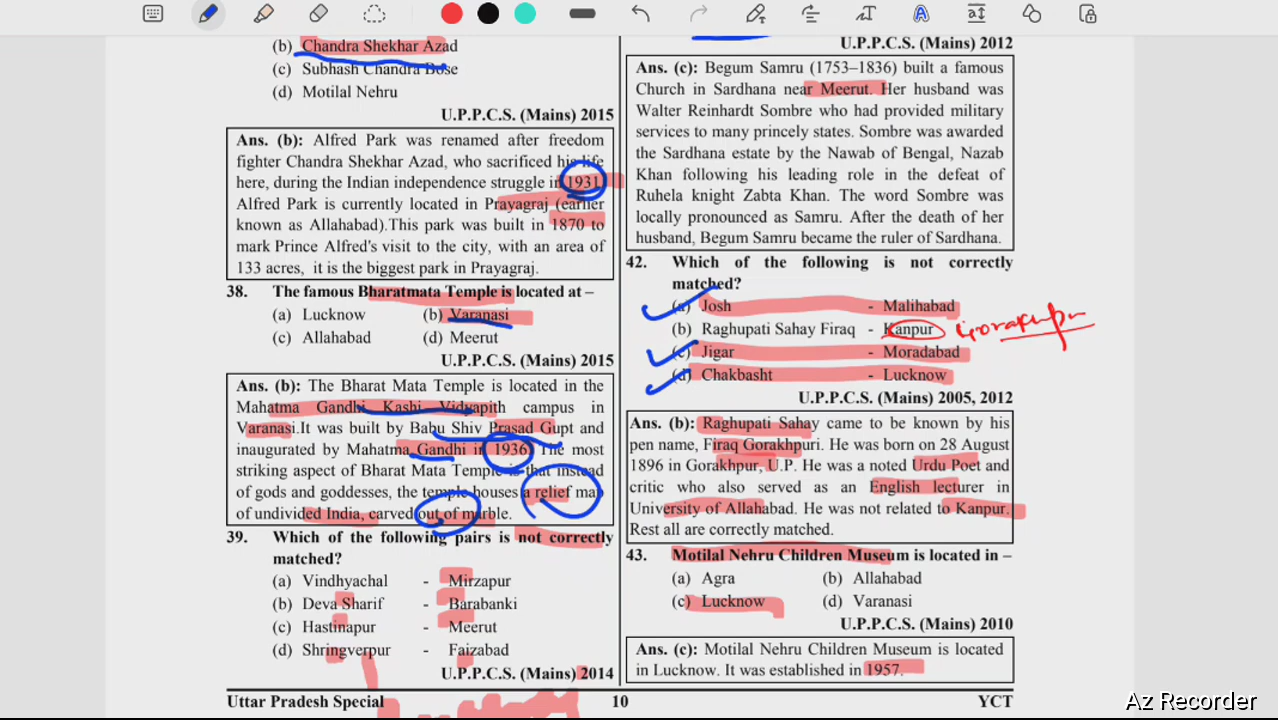 (b) Chandra Shekhar Azad
(c) Subhash Chandra Bose
(d) Motilal Nehru
U.P.P.C.S. (Mains) 2015
Ans. (b): Alfred Park was renamed after freedom
fighter Chandra Shekhar Azad, who sacrificed his life
here, during the Indian independence struggle in 1931.
Alfred Park is currently located in Prayagraj (earlier
known as Allahabad).This park was built in 1870 to
mark Prince Alfred's visit to the city, with an area of
133 acres, it is the biggest park in Prayagraj.
38. The famous Bharatmata Temple is located at –
(a) Lucknow (b) Varanasi
(c) Allahabad (d) Meerut
U.P.P.C.S. (Mains) 2015
Ans. (b): The Bharat Mata Temple is located in the
Mahatma Gandhi Kashi Vidyapith campus in
Varanasi.It was built by Babu Shiv Prasad Gupt and
inaugurated by Mahatma Gandhi in 1936. The most
striking aspect of Bharat Mata Temple is that instead
of gods and goddesses, the temple houses a relief map
of undivided India, carved out of marble.
39. Which of the following pairs is not correctly
matched?
(a) Vindhyachal - Mirzapur
(b) Deva Sharif - Barabanki
(c) Hastinapur - Meerut
(d) Shringverpur - Faizabad
U.P.P.C.S. (Mains) 2014
U.P.P.C.S. (Mains) 2012
Ans. (c): Begum Samru (1753–1836) built a famous
Church in Sardhana near Meerut. Her husband was
Walter Reinhardt Sombre who had provided military
services to many princely states. Sombre was awarded
the Sardhana estate by the Nawab of Bengal, Nazab
Khan following his leading role in the defeat of
Ruhela knight Zabta Khan. The word Sombre was
locally pronounced as Samru. After the death of her
husband, Begum Samru became the ruler of Sardhana.
42. Which of the following is not correctly
matched?
(a) Josh - Malihabad
(b) Raghupati Sahay Firaq - Kanpur Gorakhpur
(c) Jigar - Moradabad
(d) Chakbasht - Lucknow
U.P.P.C.S. (Mains) 2005, 2012
Ans. (b): Raghupati Sahay came to be known by his
pen name, Firaq Gorakhpuri. He was born on 28 August
1896 in Gorakhpur, U.P. He was a noted Urdu Poet and
critic who also served as an English lecturer in
University of Allahabad. He was not related to Kanpur.
Rest all are correctly matched.
43. Motilal Nehru Children Museum is located in –
(a) Agra (b) Allahabad
(c) Lucknow (d) Varanasi
U.P.P.C.S. (Mains) 2010
Ans. (c): Motilal Nehru Children Museum is located
in Lucknow. It was established in 1957.
Uttar Pradesh Special 10 YCT
Az Recorder